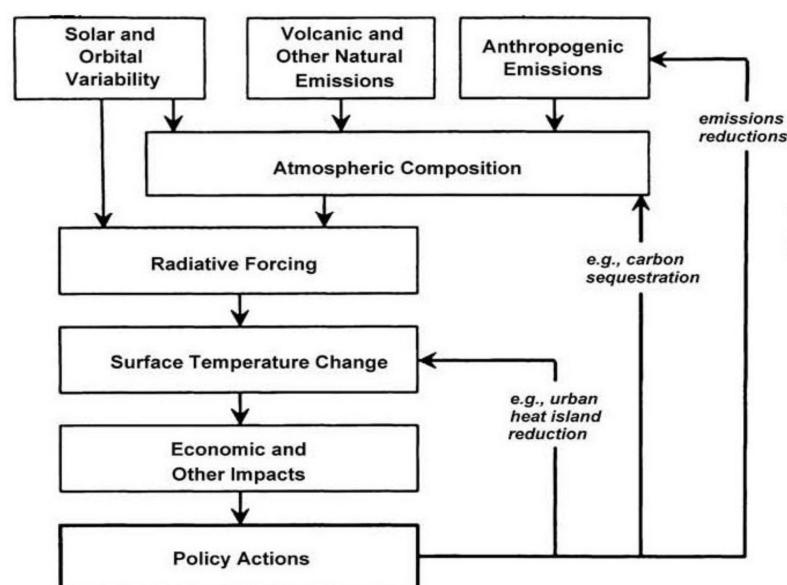 Solar and
Orbital
Variability
Volcanic and
Other Natural
Emissions
Anthropogenic
Emissions
emissions
reductions
Atmospheric Composition
Radiative Forcing
e.g., carbon
sequestration
Surface Temperature Change
e.g., urban
heat island
reduction
Economic and
Other Impacts
Policy Actions